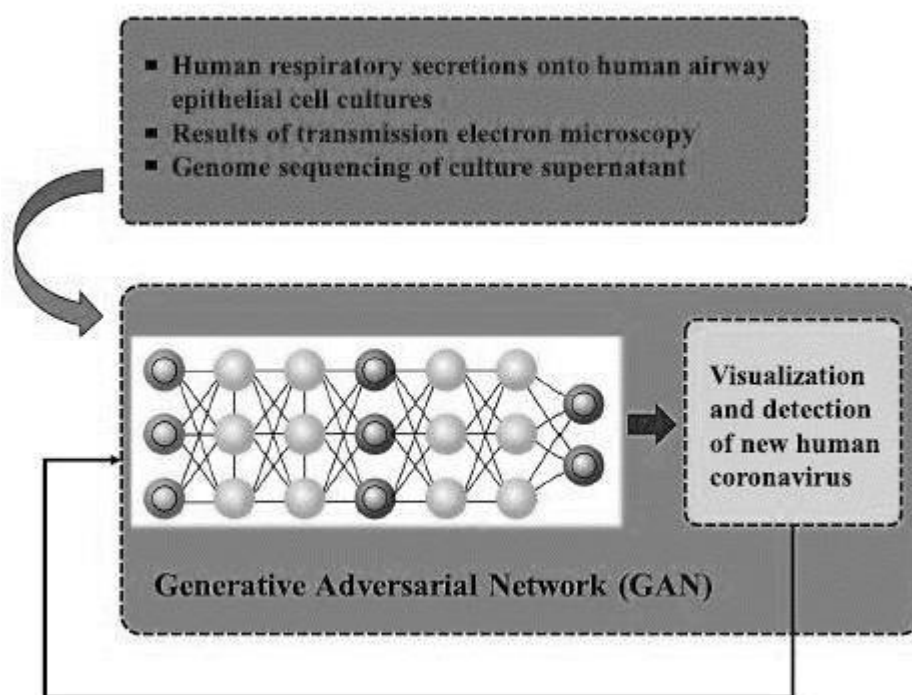 ▪ Human respiratory secretions onto human airway
epithelial cell cultures
▪ Results of transmission electron microscopy
▪ Genome sequencing of culture supernatant
Visualization
and detection
of new human
coronavirus
Generative Adversarial Network (GAN)